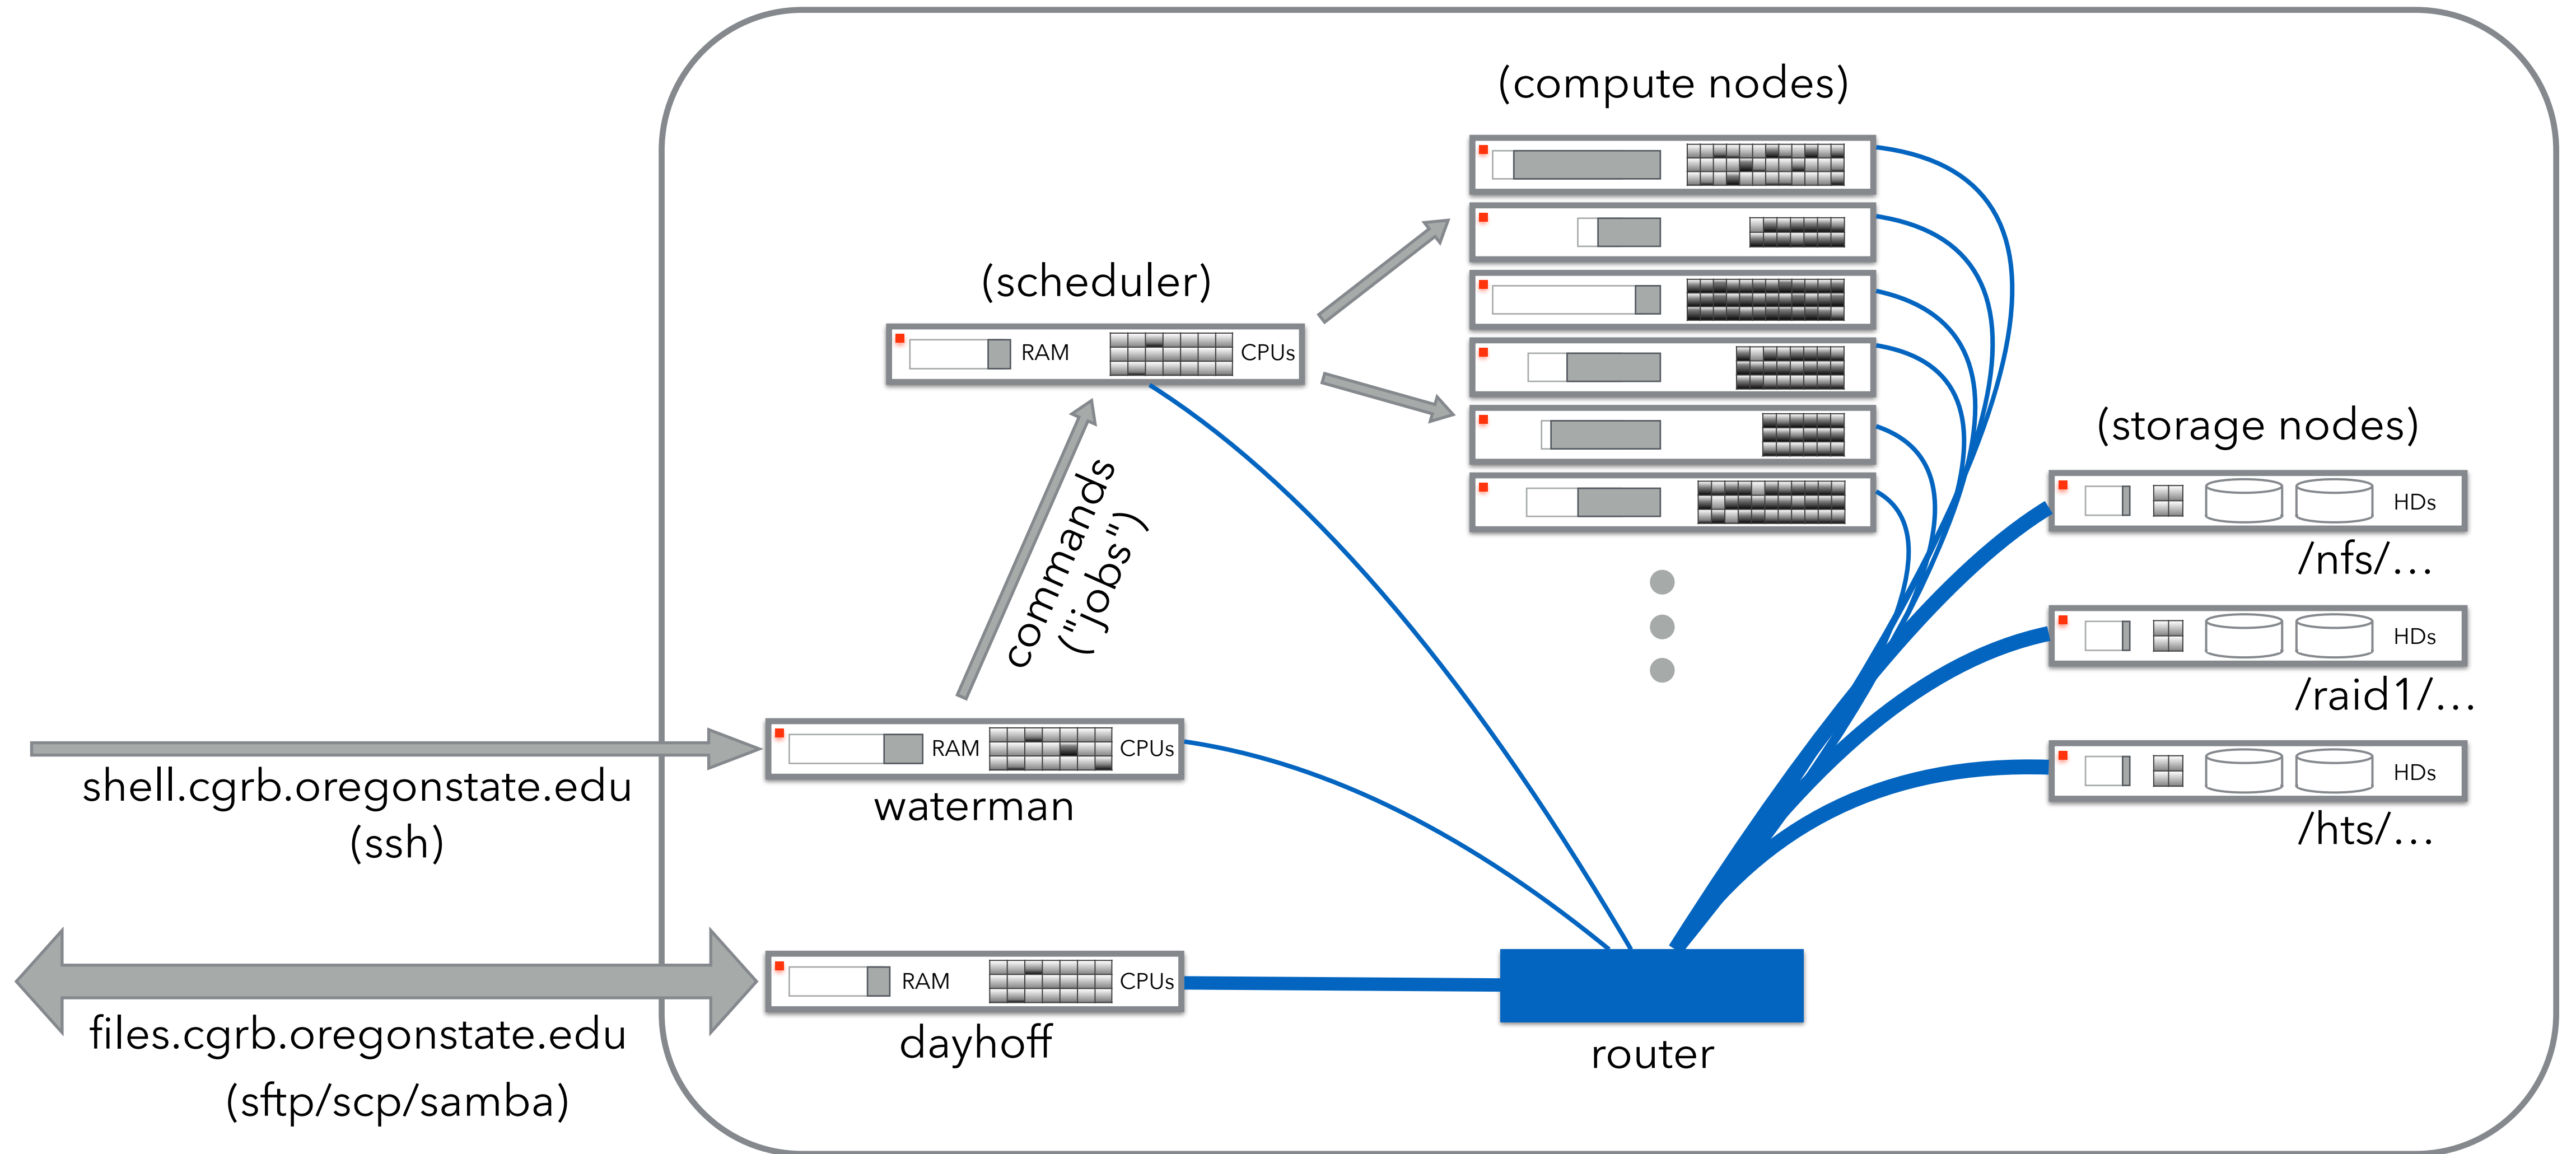 (compute nodes)
(scheduler)
RAM CPUs
commands
("jobs")
(storage nodes)
HDs
/nfs/...
HDs
/raid1/...
HDs
/hts/...
shell.cgrb.oregonstate.edu
(ssh)
RAM CPUs
waterman
files.cgrb.oregonstate.edu
(sftp/scp/samba)
RAM CPUs
dayhoff
router